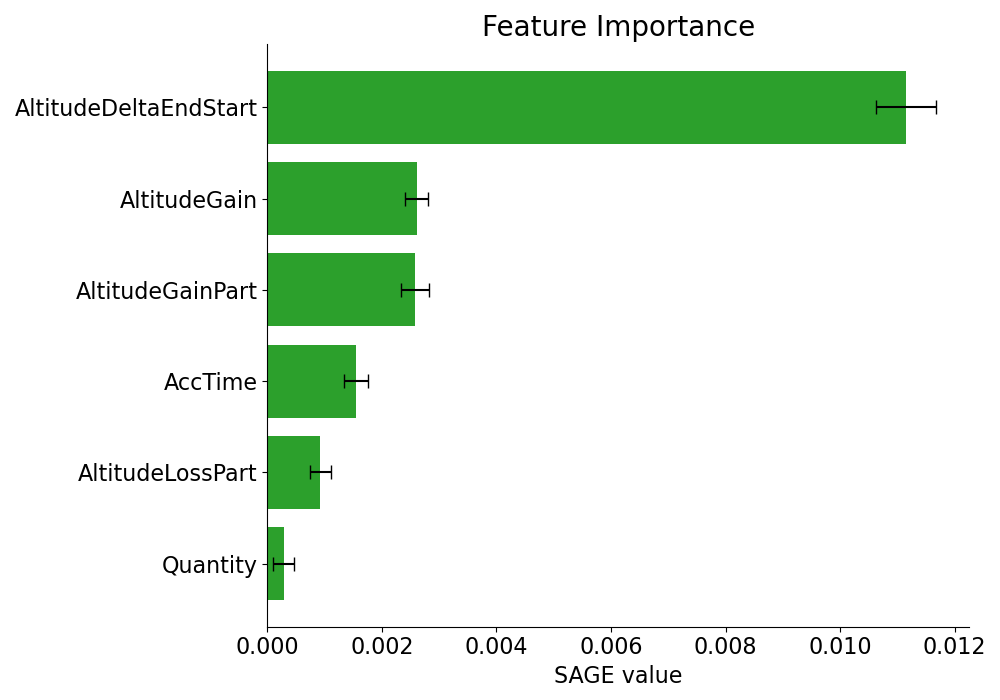 Feature Importance
AltitudeDeltaEndStart
AltitudeGain
AltitudeGainPart
AccTime
AltitudeLossPart
Quantity
0.000 0.002 0.004 0.006 0.008 0.010 0.012
SAGE value